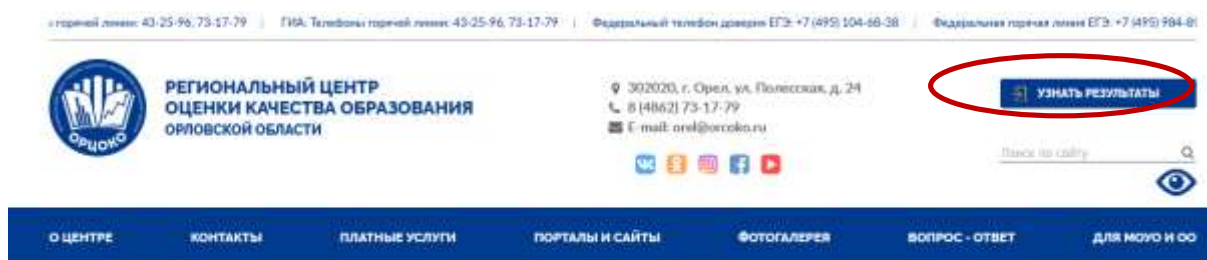 горячей линии: 43-25-96, 73-17-79 | ГИА: Телефоны горячей линии: 43-25-96, 73-17-79 | Федеральный телефон доверия ЕГЭ: +7 (495) 104-68-38 | Федеральная горячая линия ЕГЭ: +7 (495) 984-8
ОРЦОКО
РЕГИОНАЛЬНЫЙ ЦЕНТР
ОЦЕНКИ КАЧЕСТВА ОБРАЗОВАНИЯ
ОРЛОВСКОЙ ОБЛАСТИ
302020, г. Орел, ул. Полесская, д. 24
8 (4862) 73-17-79
E-mail: orel@orcoko.ru
УЗНАТЬ РЕЗУЛЬТАТЫ
Поиск по сайту
О ЦЕНТРЕ КОНТАКТЫ ПЛАТНЫЕ УСЛУГИ ПОРТАЛЫ И САЙТЫ ФОТОГАЛЕРЕЯ ВОПРОС - ОТВЕТ ДЛЯ МОУО И ОО